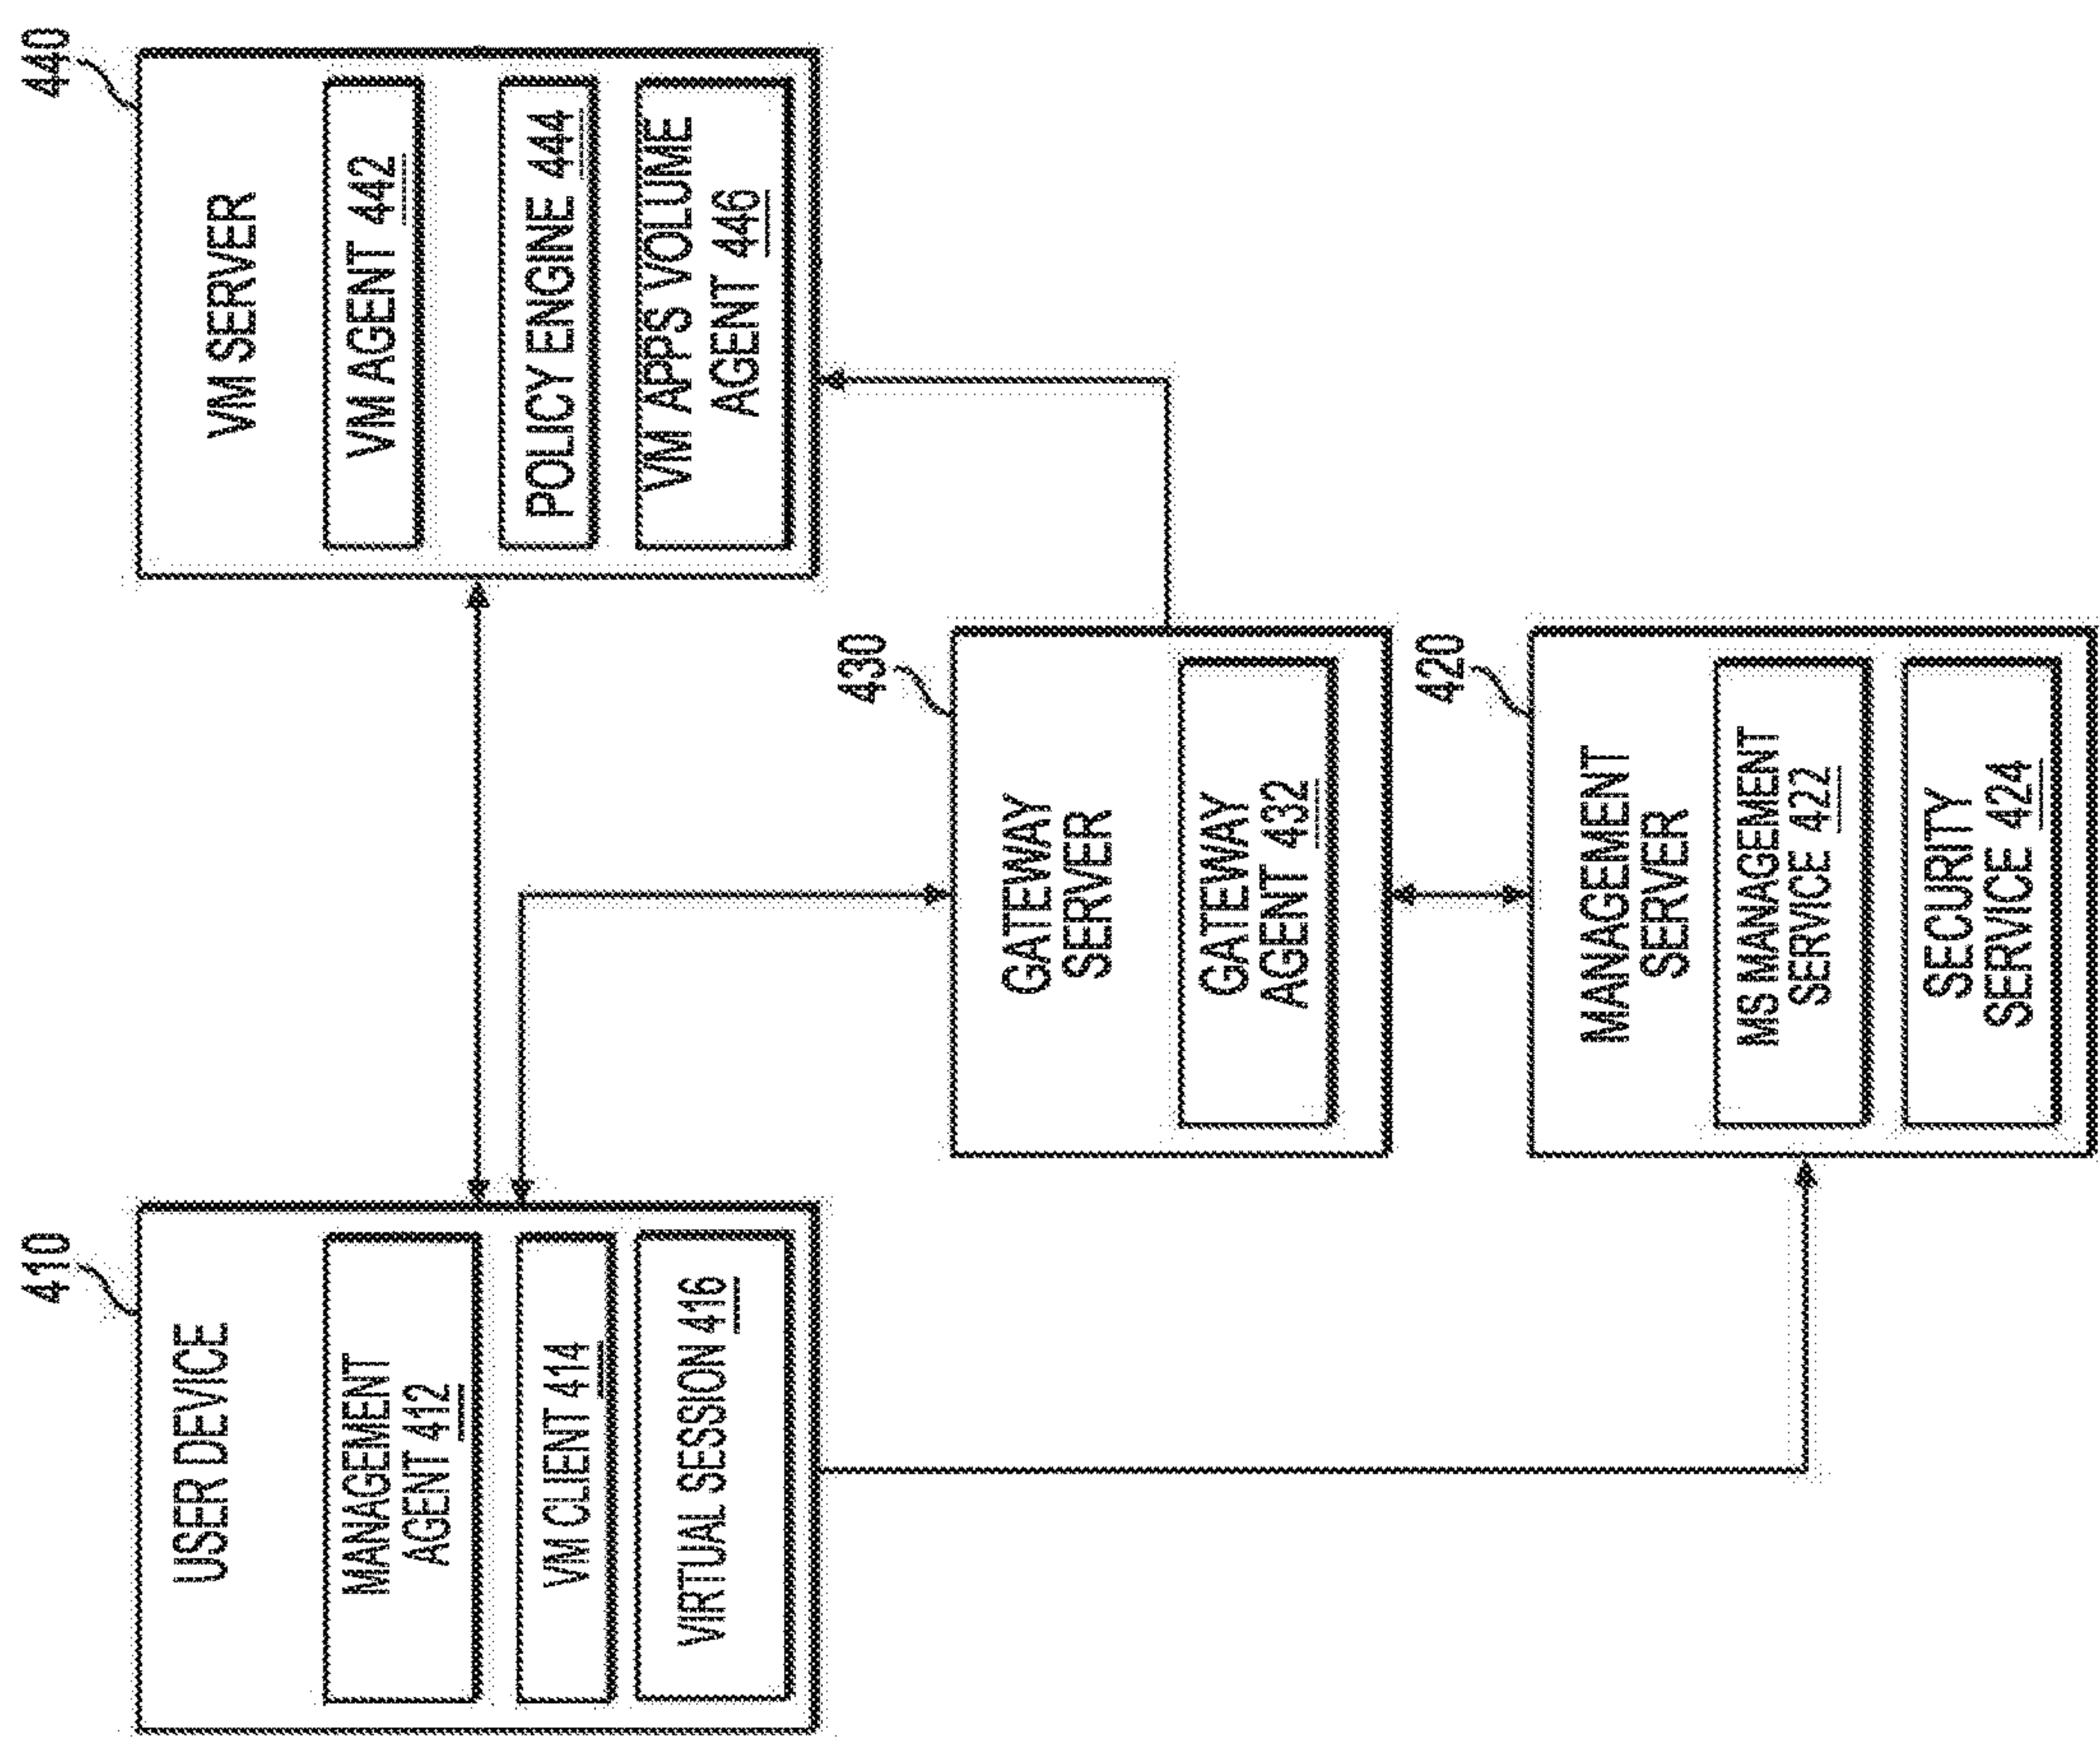 410
USER DEVICE
MANAGEMENT
AGENT 412
VM CLIENT 414
VIRTUAL SESSION 416
430
GATEWAY
SERVER
GATEWAY
AGENT 432
420
MANAGEMENT
SERVER
MS MANAGEMENT
SERVICE 422
SECURITY
SERVICE 424
440
VM SERVER
VM AGENT 442
POLICY ENGINE 444
VM APPS VOLUME
AGENT 446